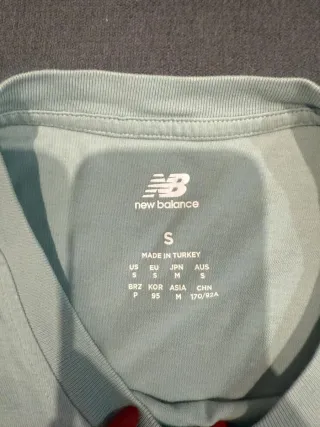 NB
new balance
S
MADE IN TURKEY
US EU JPN AUS
S S M S
BRZ KOR ASIA CHN
P 95 M 170/92A